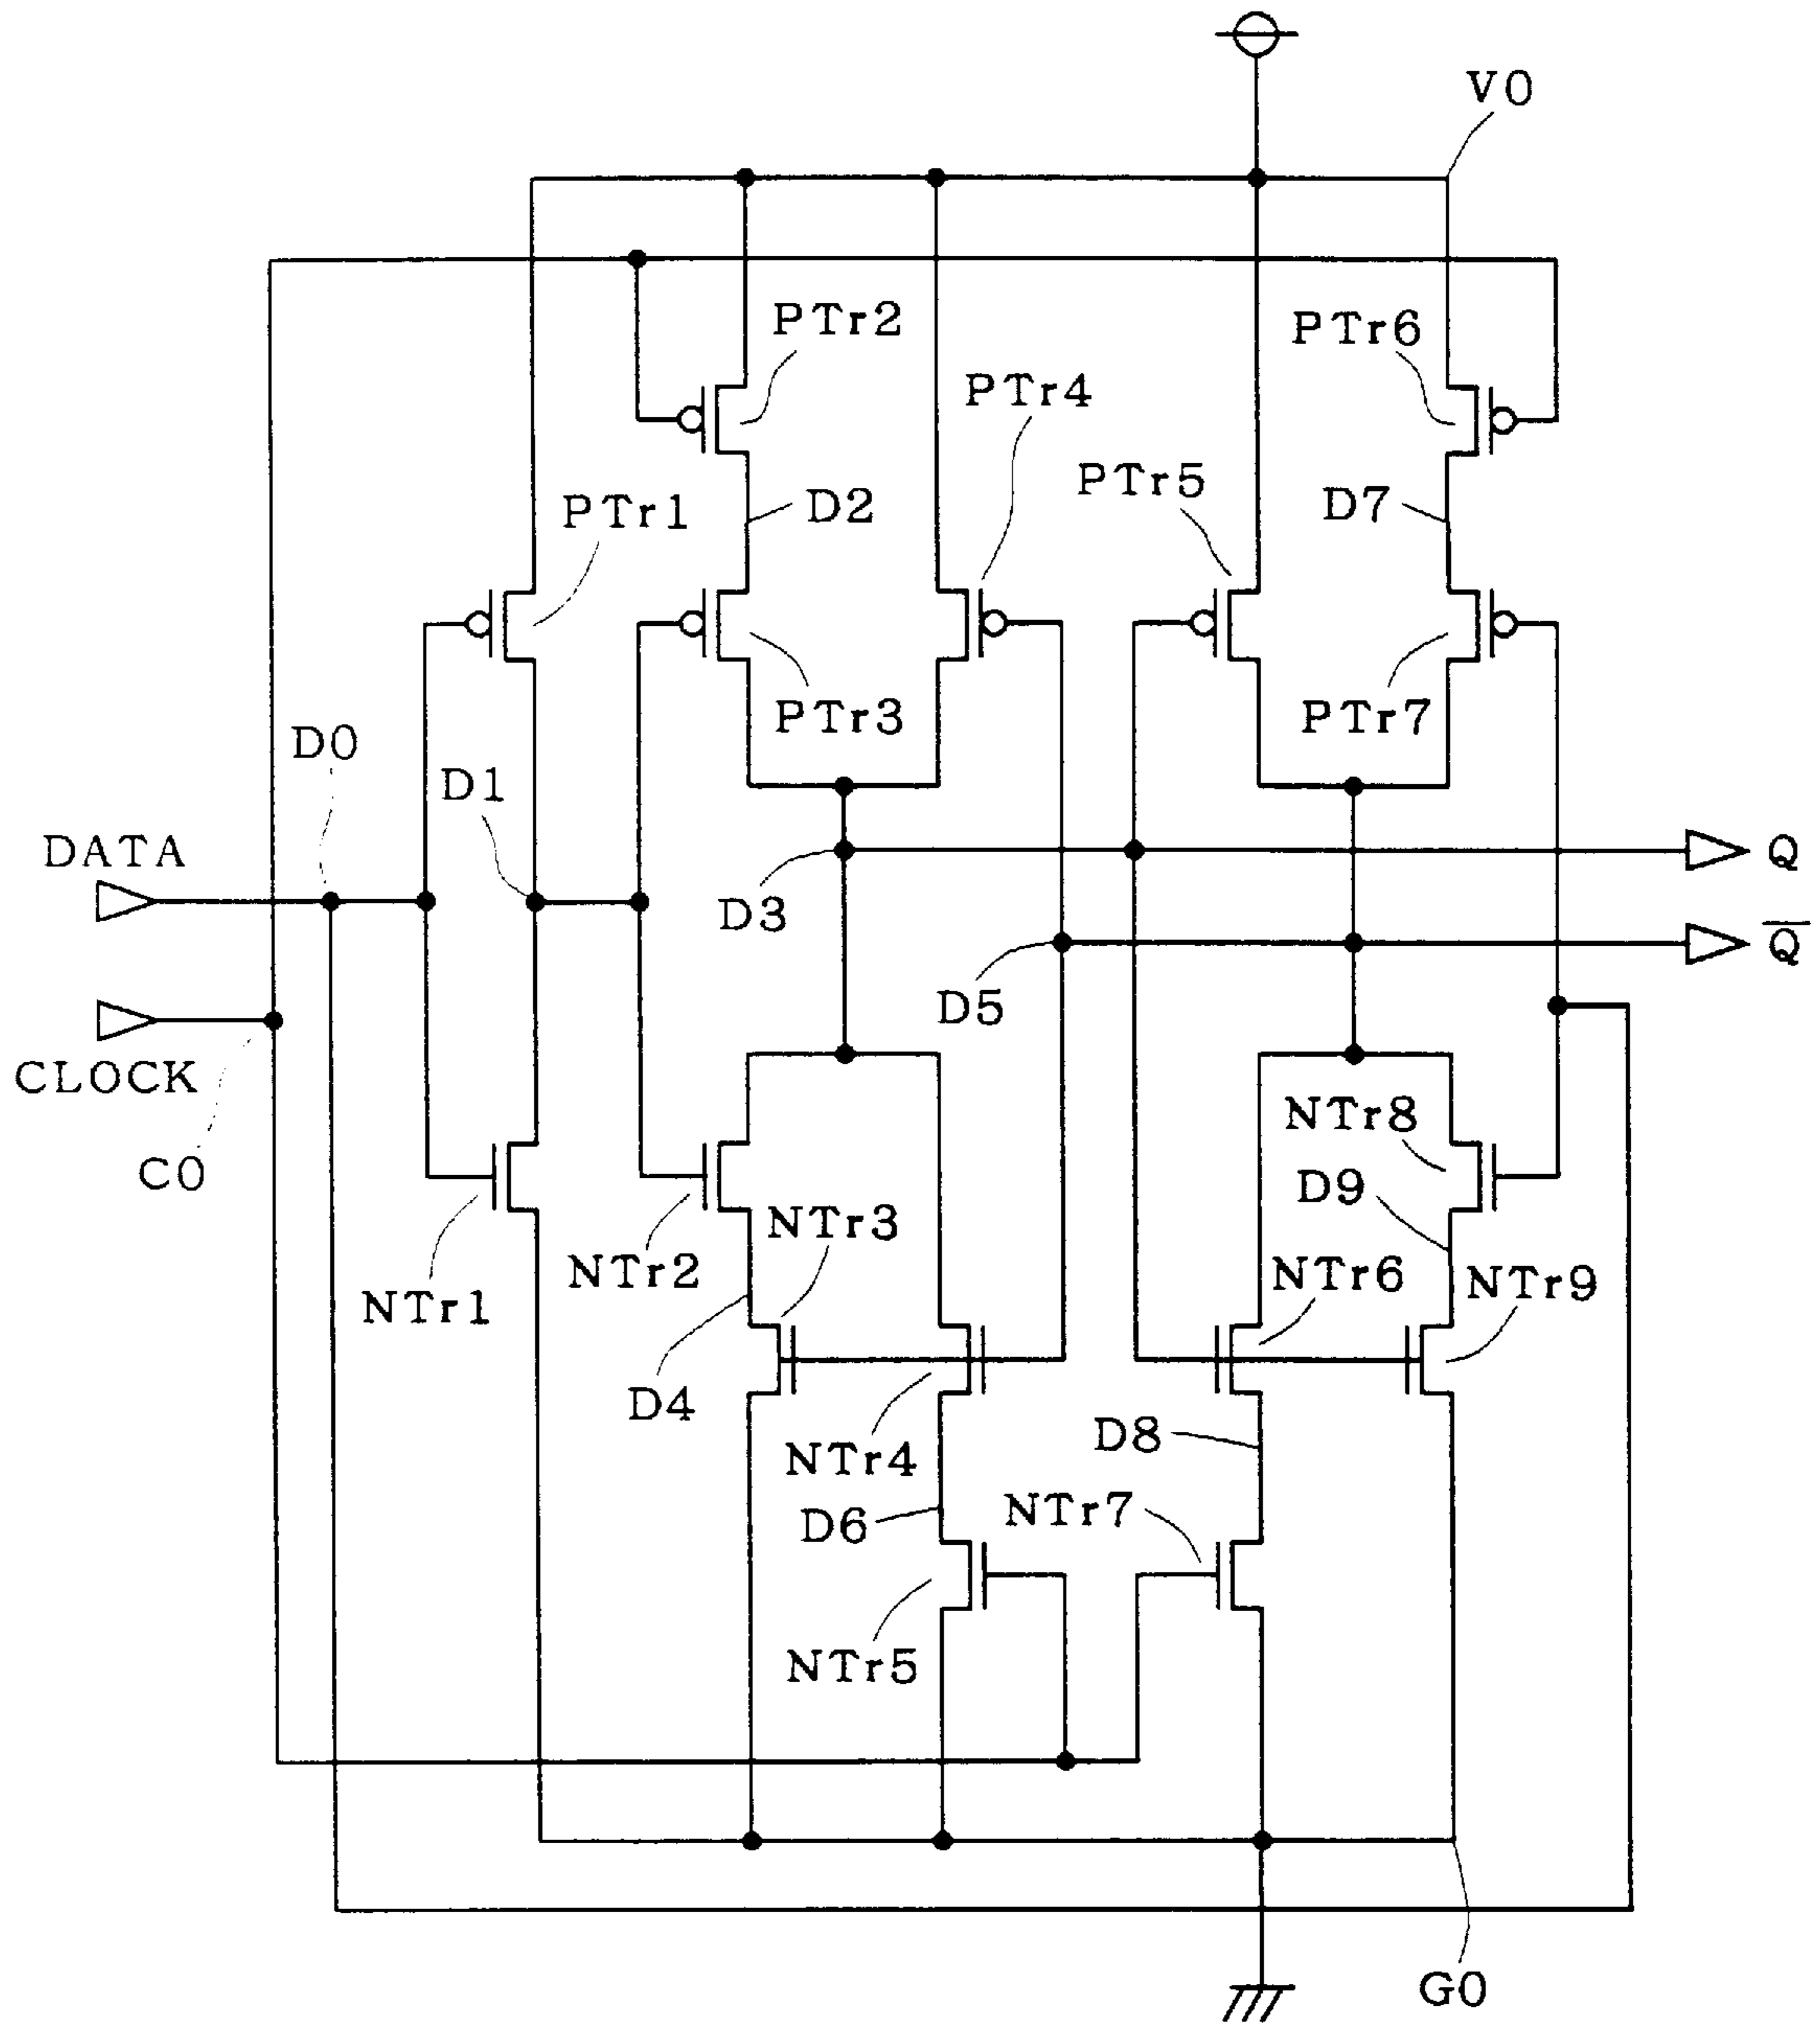 V0
PTr2
PTr6
PTr4
PTr5
PTr1
D2
D7
PTr3
PTr7
D0
D1
DATA
Q
D3
Q̅
D5
CLOCK
C0
NTr8
D9
NTr3
NTr2
NTr6
NTr9
NTr1
D4
NTr4
D8
D6
NTr7
NTr5
G0